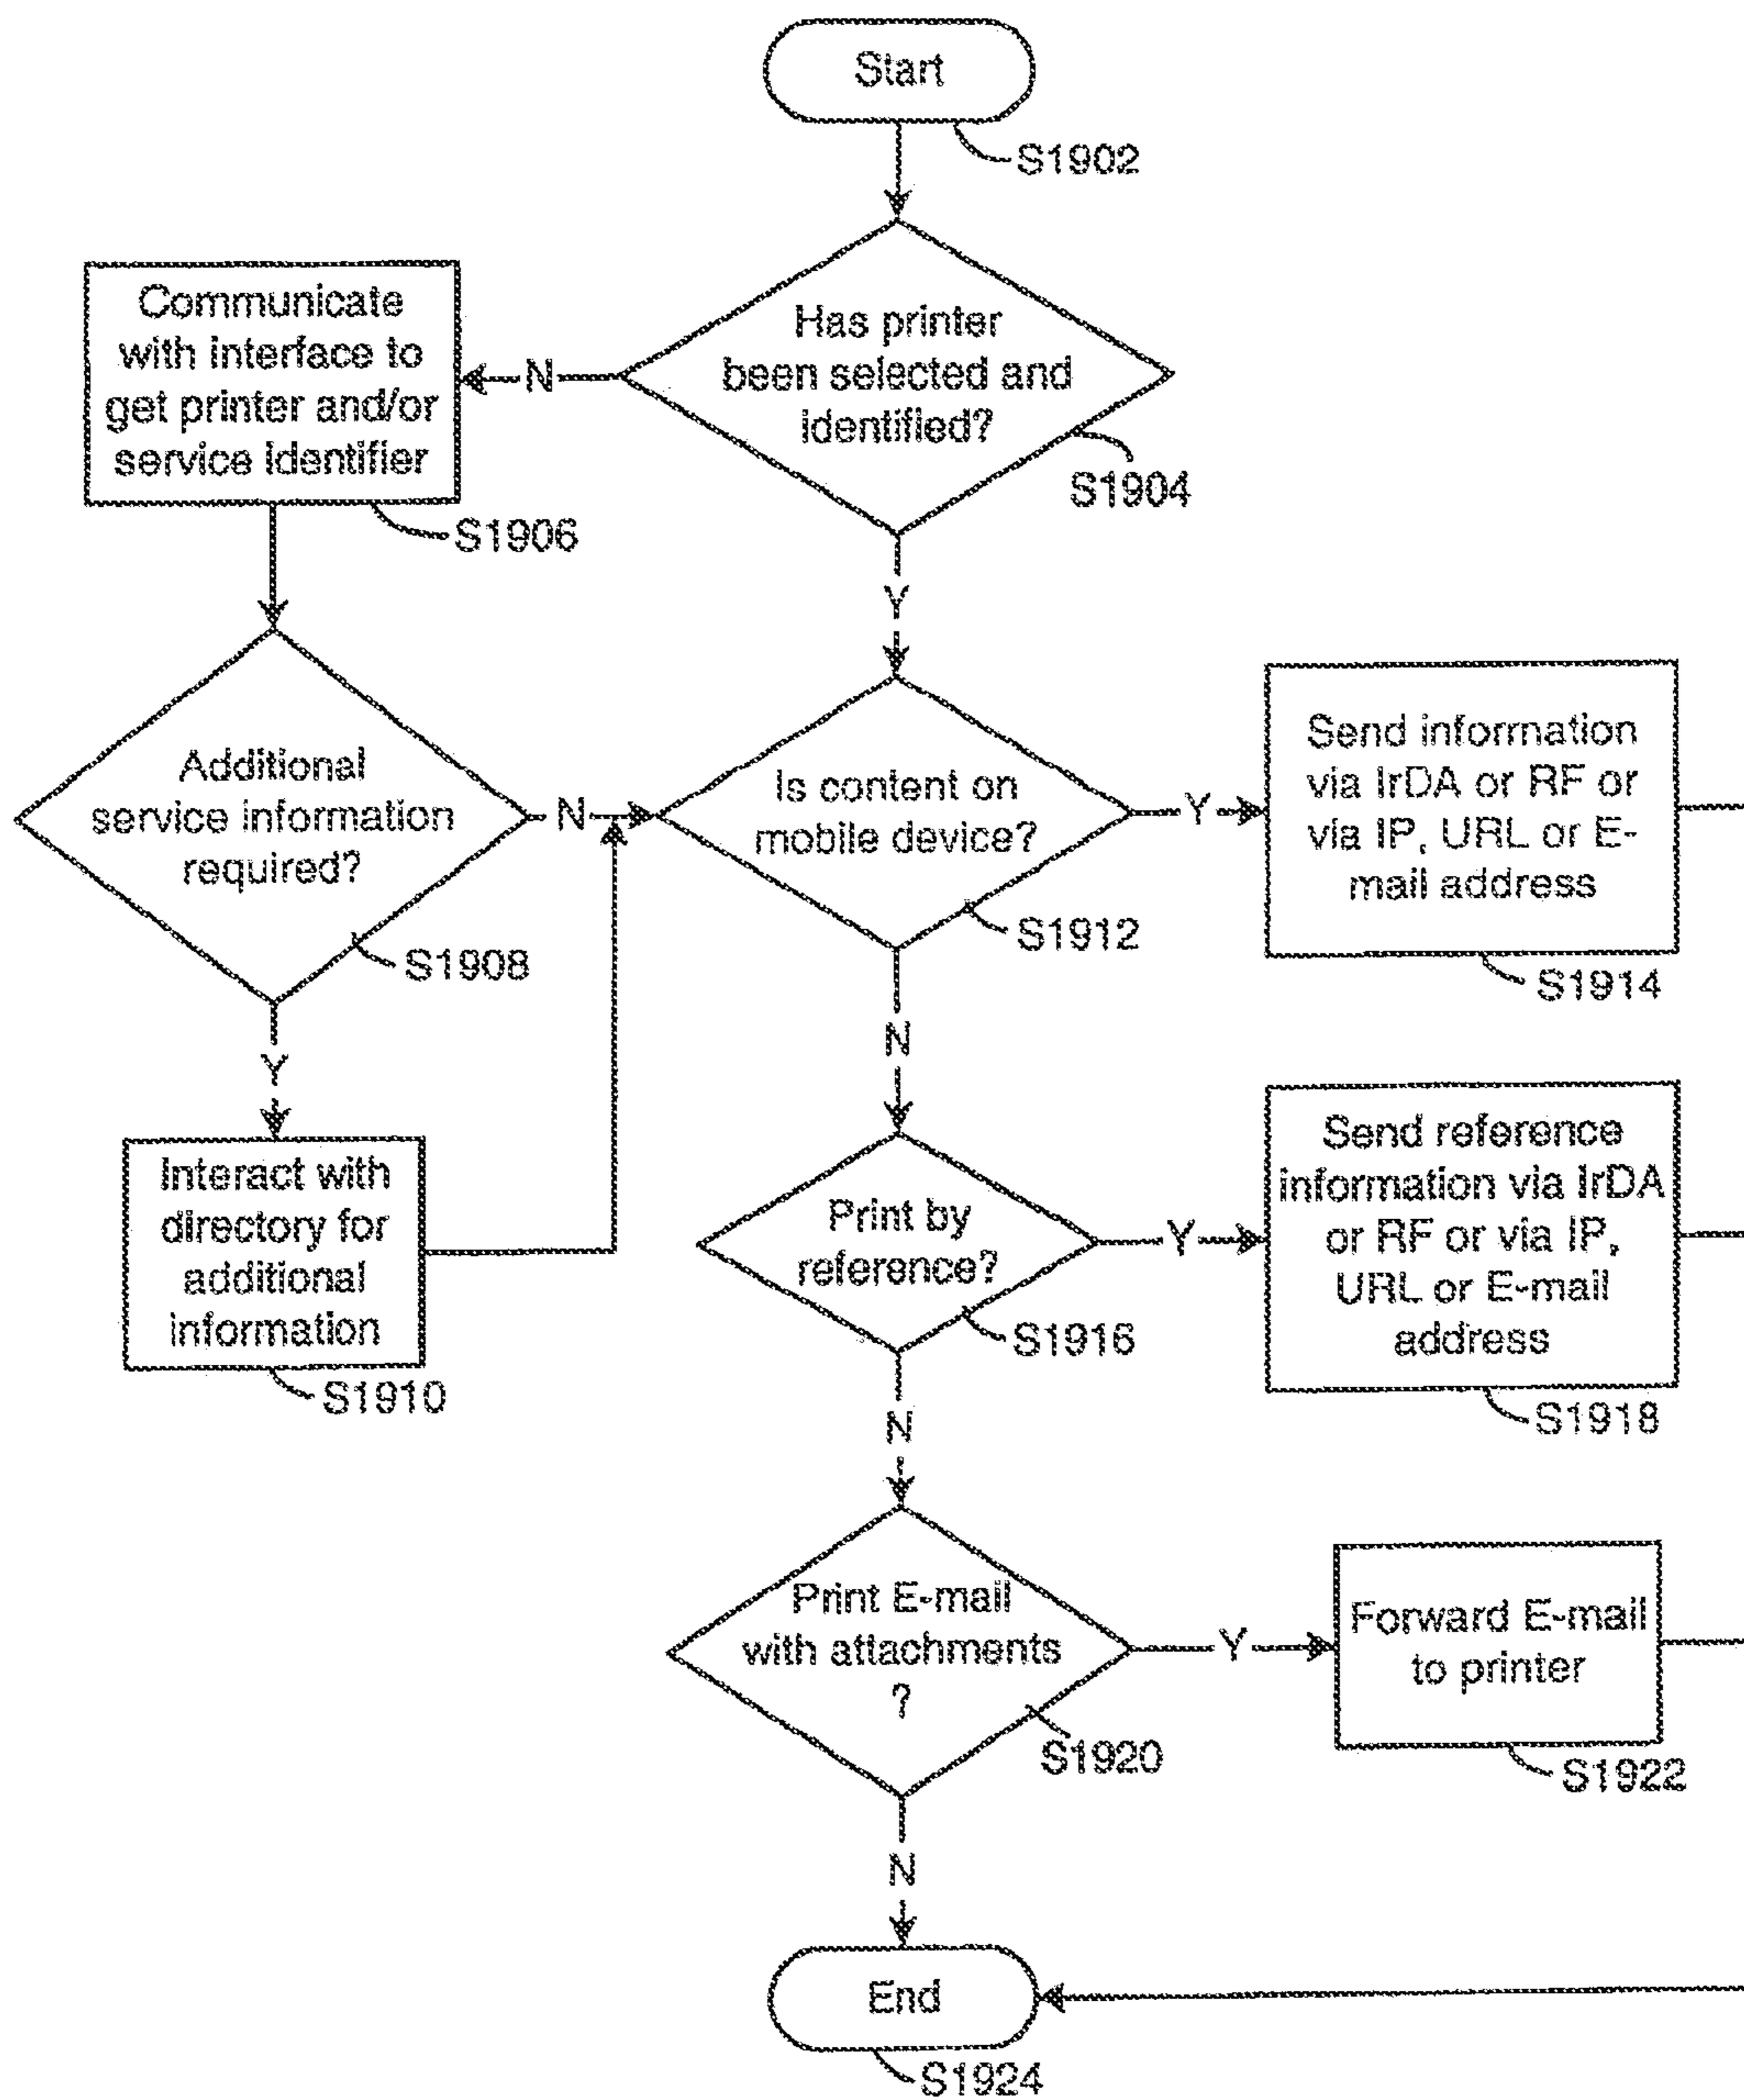 Start
S1902
Has printer
been selected and
identified?
S1904
N
Communicate
with interface to
get printer and/or
service identifier
S1906
Y
Additional
service information
required?
S1908
N
Y
Interact with
directory for
additional
information
S1910
Is content on
mobile device?
S1912
Y
Send information
via IrDA or RF or
via IP, URL or E-
mail address
S1914
N
Print by
reference?
S1916
Y
Send reference
information via IrDA
or RF or via IP,
URL or E-mail
address
S1918
N
Print E-mail
with attachments
?
S1920
Y
Forward E-mail
to printer
S1922
N
End
S1924